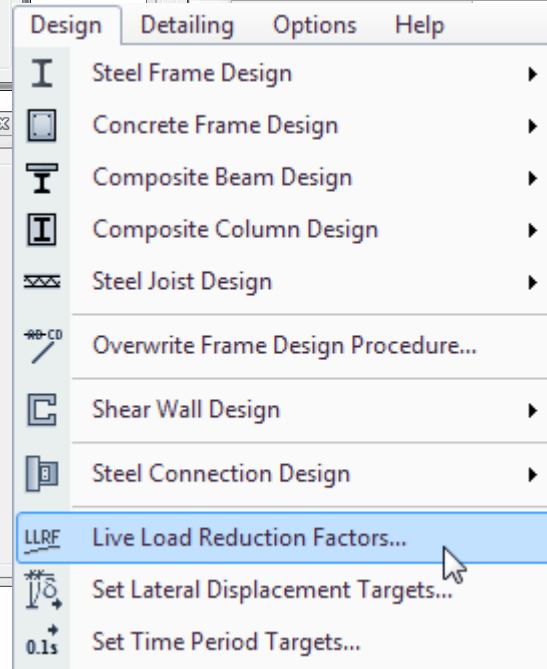 Design Detailing Options Help
Steel Frame Design
Concrete Frame Design
Composite Beam Design
Composite Column Design
Steel Joist Design
RD CD Overwrite Frame Design Procedure...
Shear Wall Design
Steel Connection Design
LLRF Live Load Reduction Factors...
Set Lateral Displacement Targets...
0.1s Set Time Period Targets...